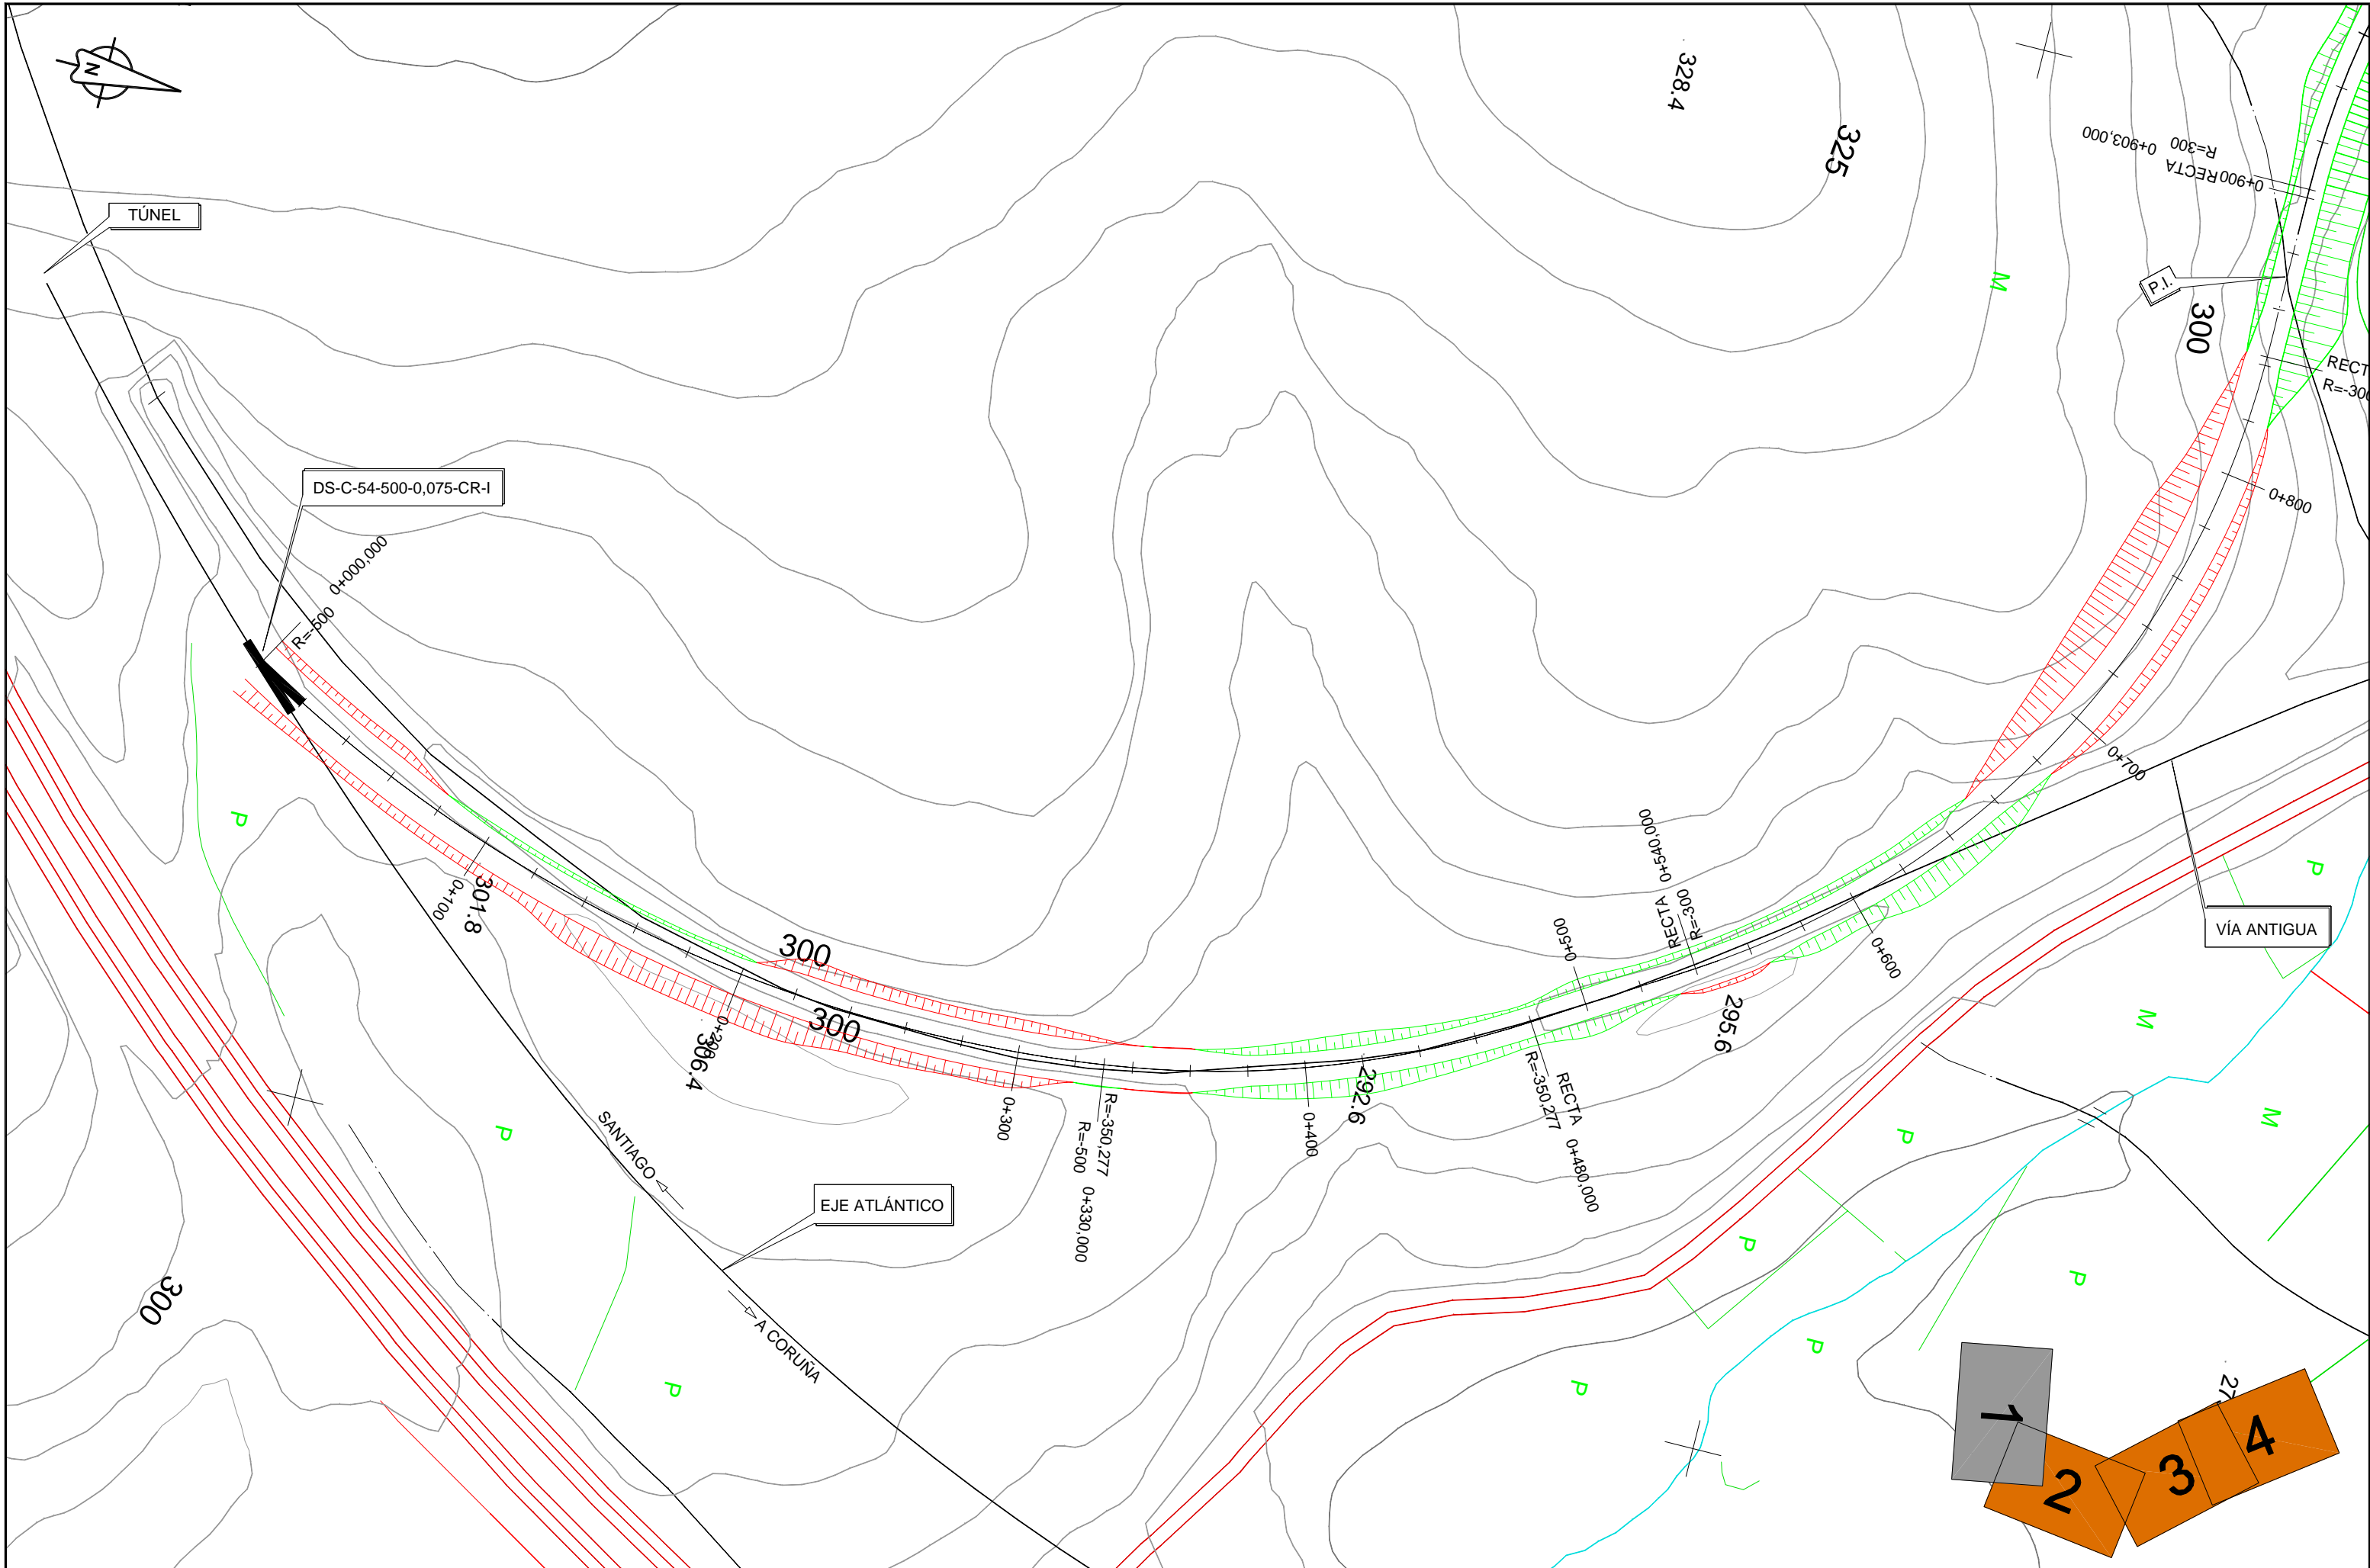 N
TÚNEL
328.4
325
0+903,000
R=300
RECTA
0+900
M
P.I.
300
R=-300
0+800
DS-C-54-500-0,075-CR-I
0+000,000
R=-500
0+700
P
0+100
301.8
300
300
0+200
306.4
0+500
RECTA 0+540,000
R=-300
295.6
0+600
VÍA ANTIGUA
P
M
M
0+300
R=-350,277
R=-500 0+330,000
0+400
292.6
R=-350,277
RECTA 0+480,000
P
SANTIAGO
EJE ATLÁNTICO
A CORUÑA
300
P
P
P
P
P
P
1
2
3
4